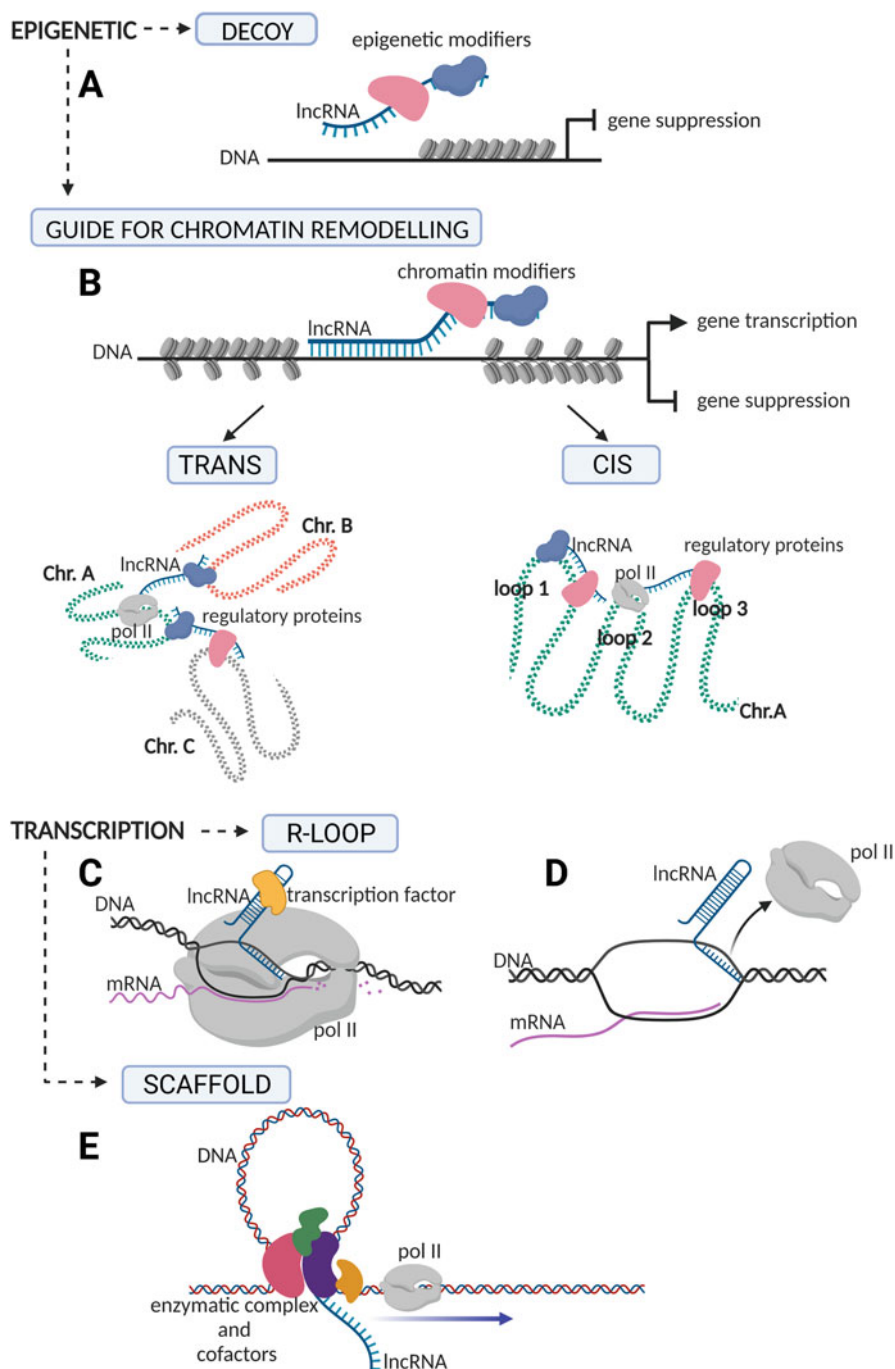 EPIGENETIC
DECOY
A
epigenetic modifiers
lncRNA
gene suppression
DNA
GUIDE FOR CHROMATIN REMODELLING
B
chromatin modifiers
lncRNA
DNA
gene transcription
gene suppression
TRANS
CIS
Chr. B
lncRNA
Chr. A
pol II
regulatory proteins
Chr. C
lncRNA
regulatory proteins
pol II
loop 1
loop 2
loop 3
Chr.A
TRANSCRIPTION
R-LOOP
C
lncRNA
transcription factor
DNA
mRNA
pol II
D
lncRNA
pol II
DNA
mRNA
SCAFFOLD
E
DNA
pol II
enzymatic complex
and
cofactors
lncRNA